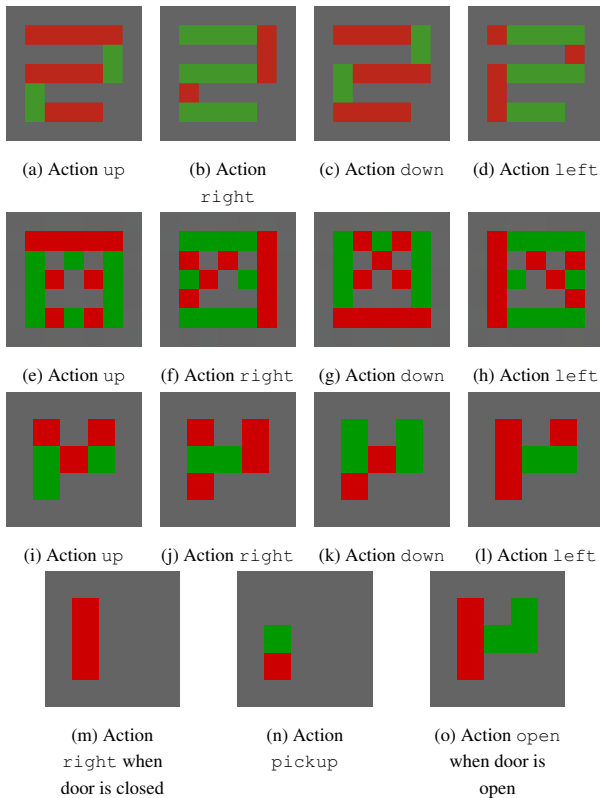 (a) Action up
(b) Action
right
(c) Action down
(d) Action left
(e) Action up
(f) Action right
(g) Action down
(h) Action left
(i) Action up
(j) Action right
(k) Action down
(l) Action left
(m) Action
right when
door is closed
(n) Action
pickup
(o) Action open
when door is
open